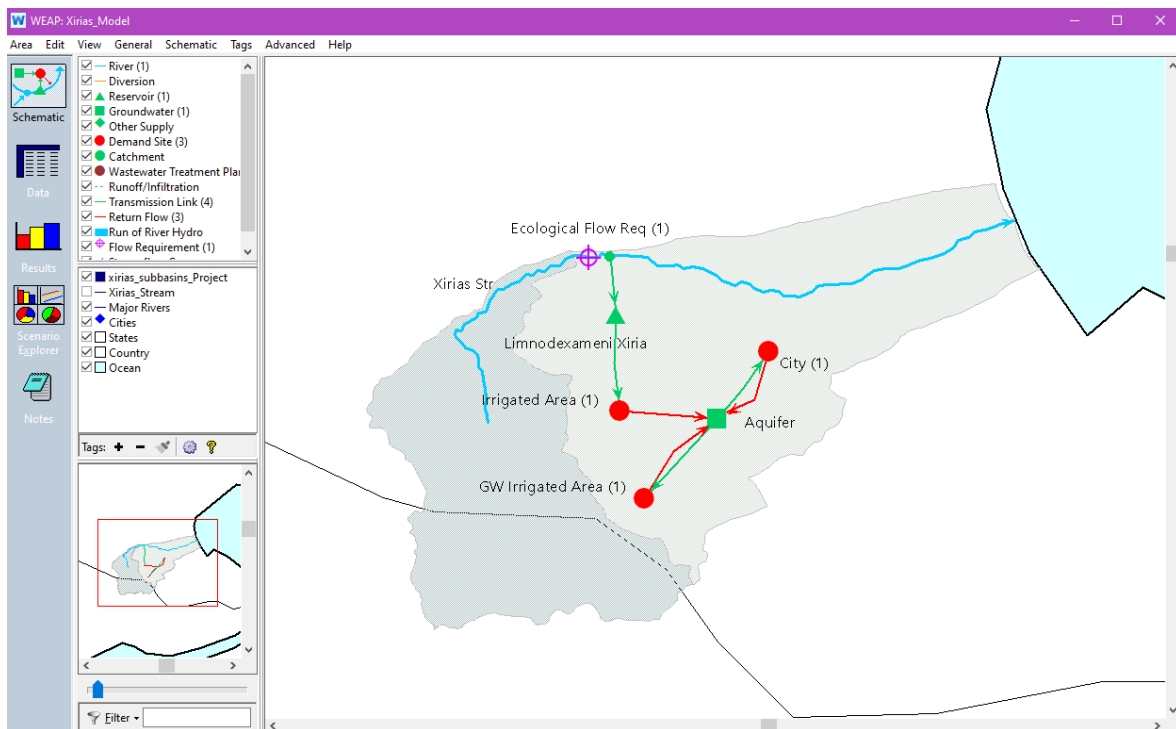 WEAP: Xirias_Model
Area Edit View General Schematic Tags Advanced Help
Schematic
Data
Results
Scenario
Explorer
Notes
River (1)
Diversion
Reservoir (1)
Groundwater (1)
Other Supply
Demand Site (3)
Catchment
Wastewater Treatment Plar
Runoff/Infiltration
Transmission Link (4)
Return Flow (3)
Run of River Hydro
Flow Requirement (1)
xirias_subbasins_Project
Xirias_Stream
Major Rivers
Cities
States
Country
Ocean
Tags:
Filter
Ecological Flow Req (1)
Xirias Str
Limnodexameni Xiria
City (1)
Irrigated Area (1)
Aquifer
GW Irrigated Area (1)